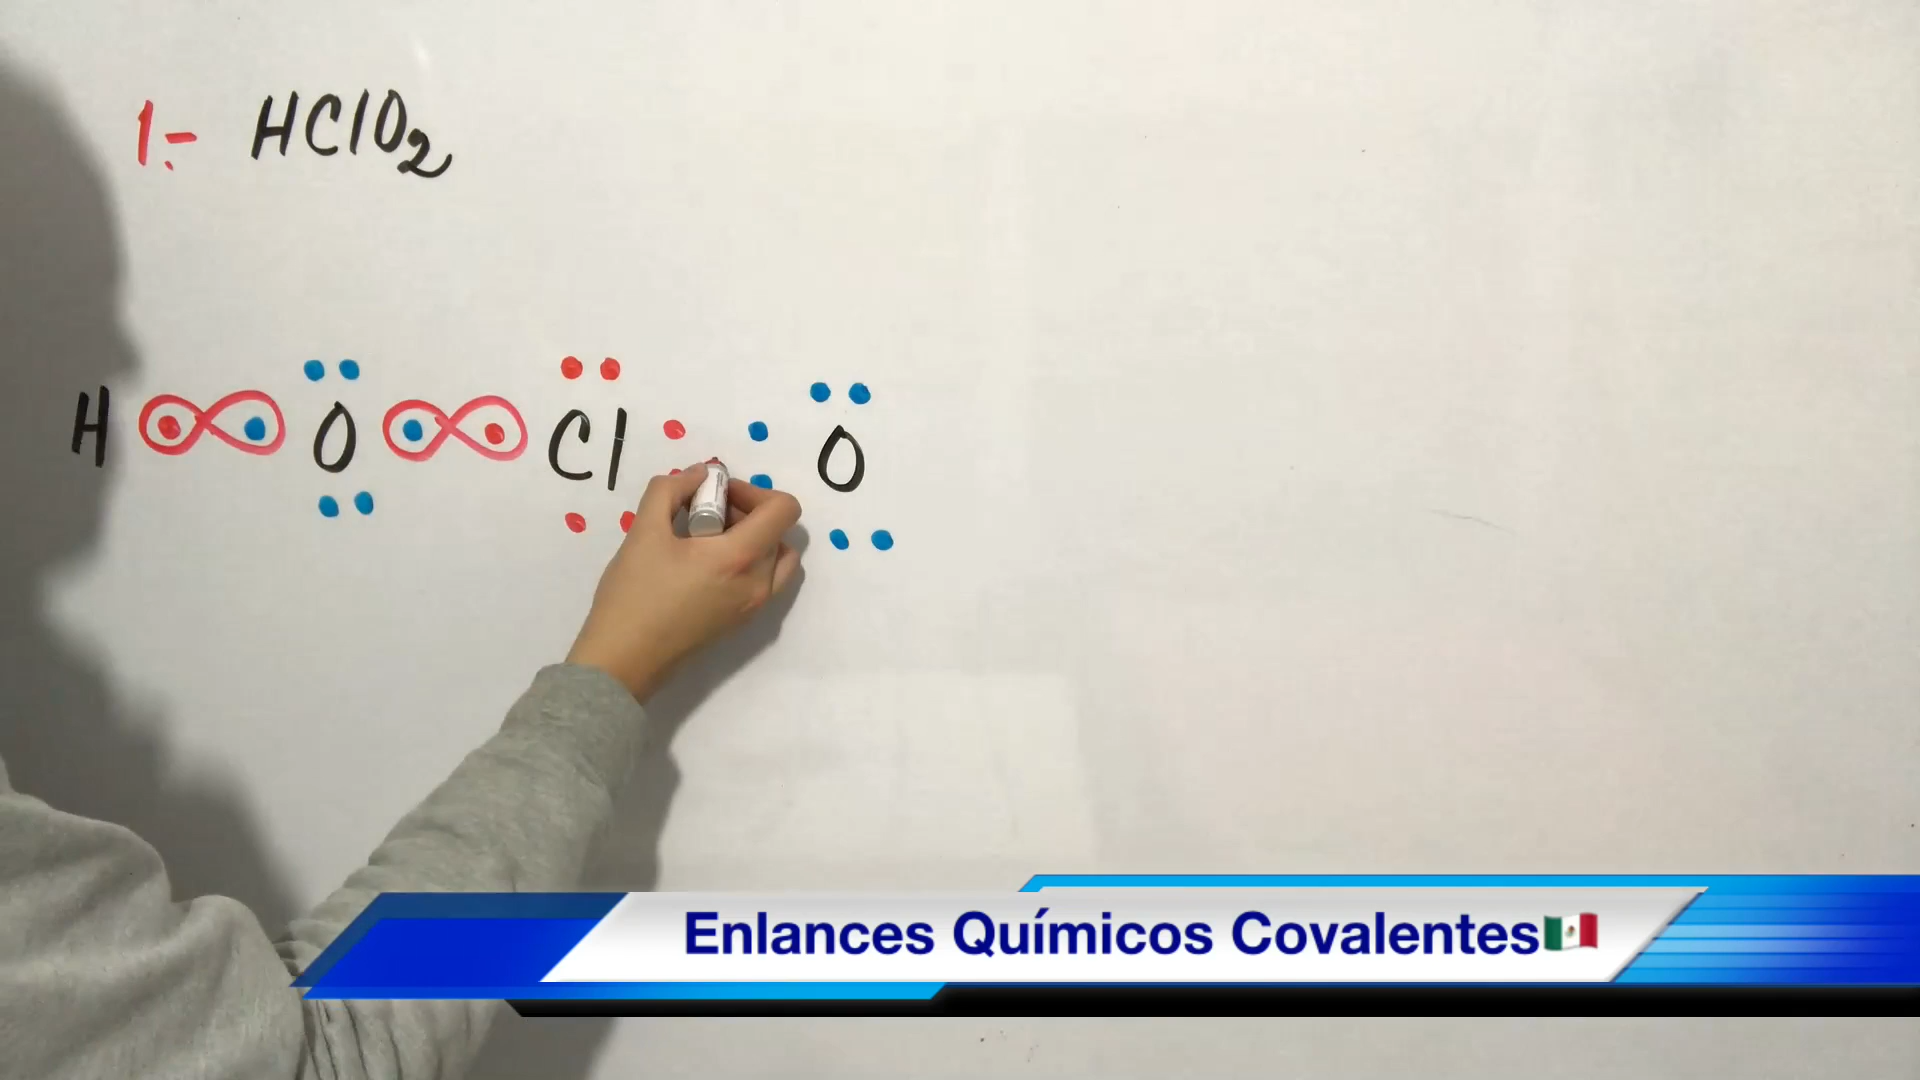 1.- HClO₂
H O Cl O
Enlances Químicos Covalentes🇲🇽